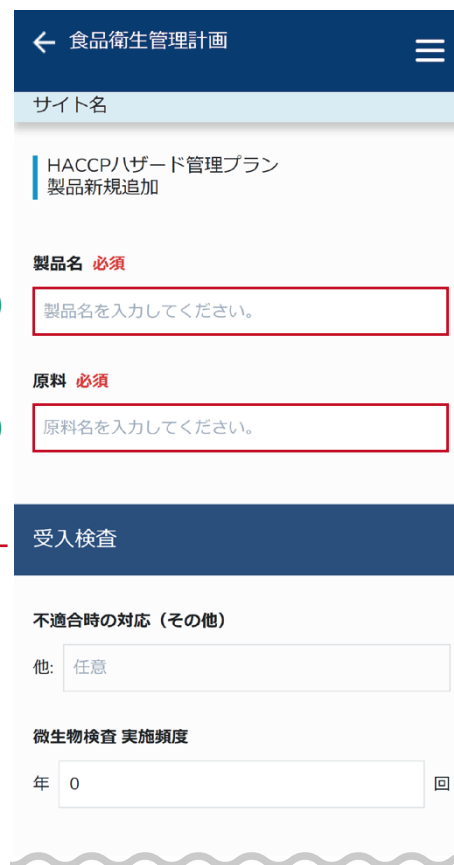 食品衛生管理計画
サイト名
HACCPハザード管理プラン
製品新規追加
製品名 必須
製品名を入力してください。
原料 必須
原料名を入力してください。
受入検査
不適合時の対応（その他）
他: 任意
微生物検査 実施頻度
年 0 回